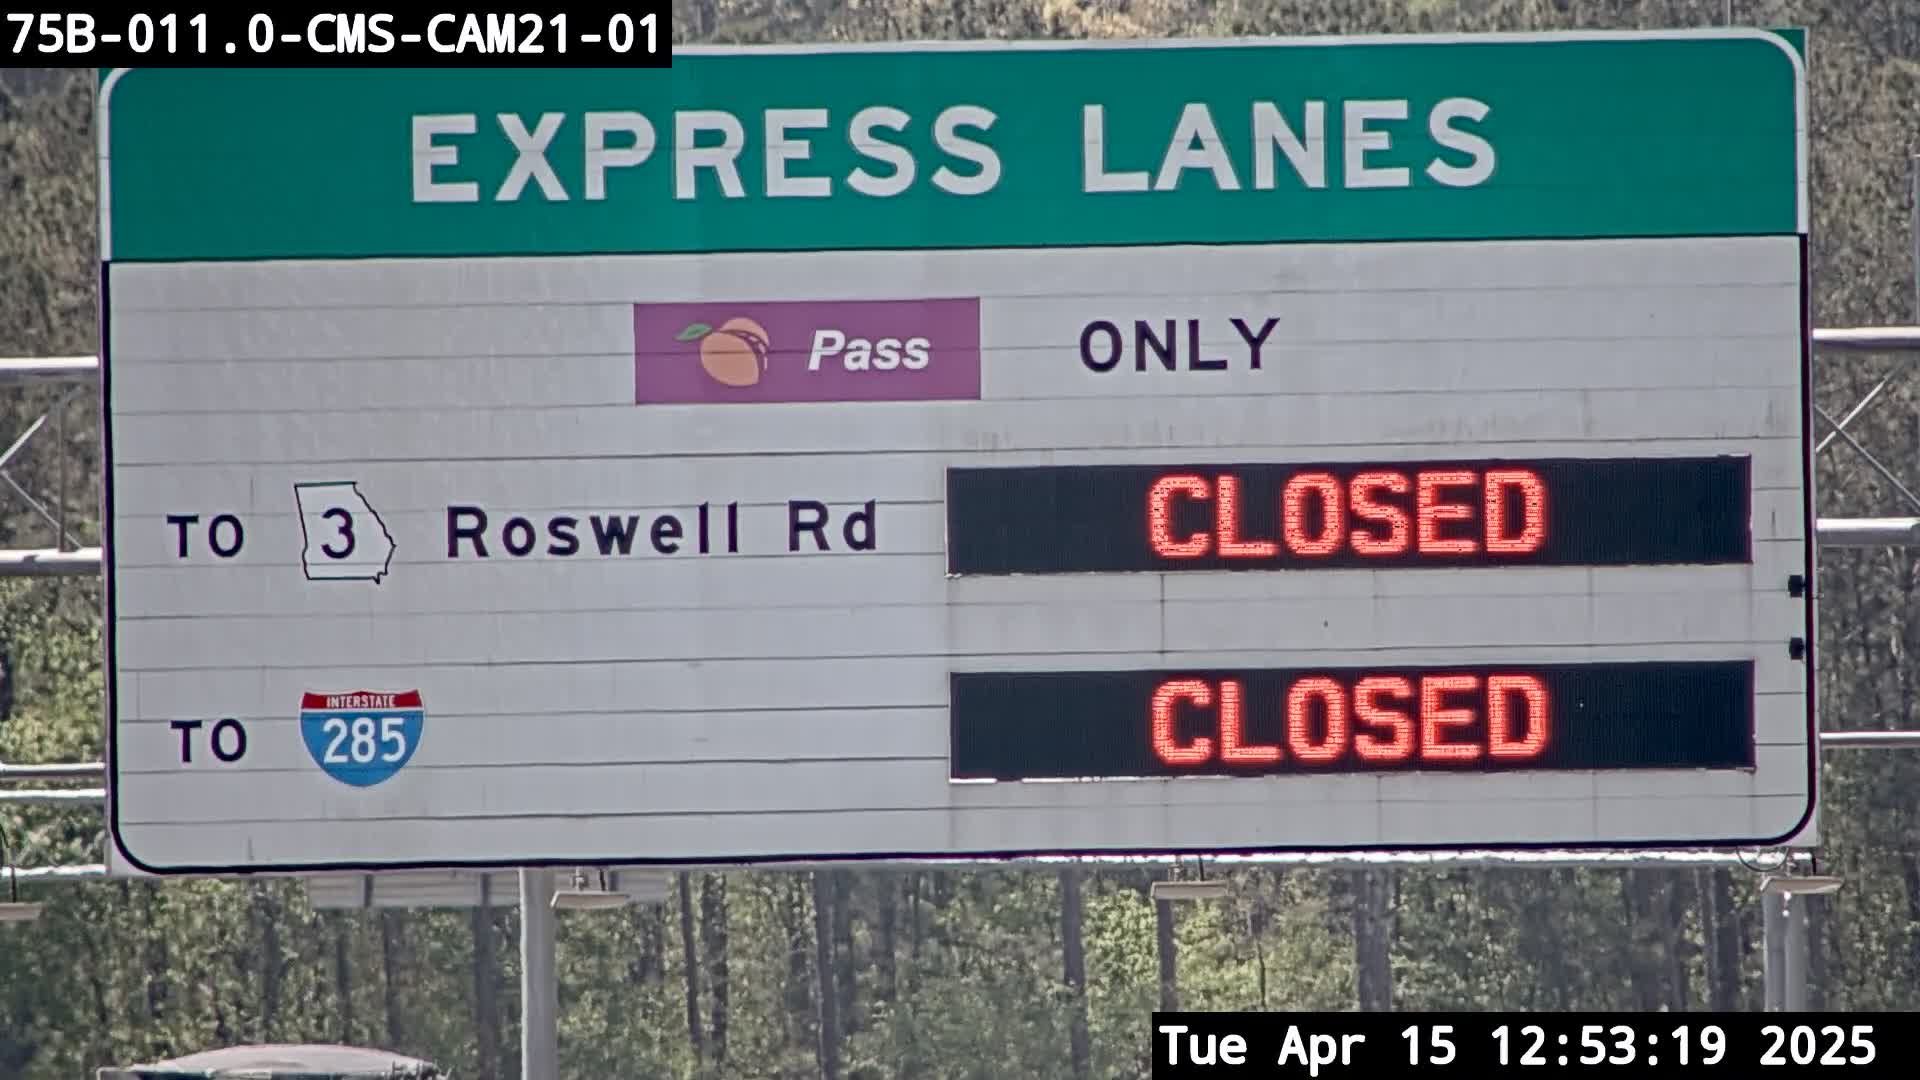 75B-011.0-CMS-CAM21-01
EXPRESS LANES
Pass ONLY
TO 3 Roswell Rd CLOSED
INTERSTATE
TO 285 CLOSED
Tue Apr 15 12:53:19 2025